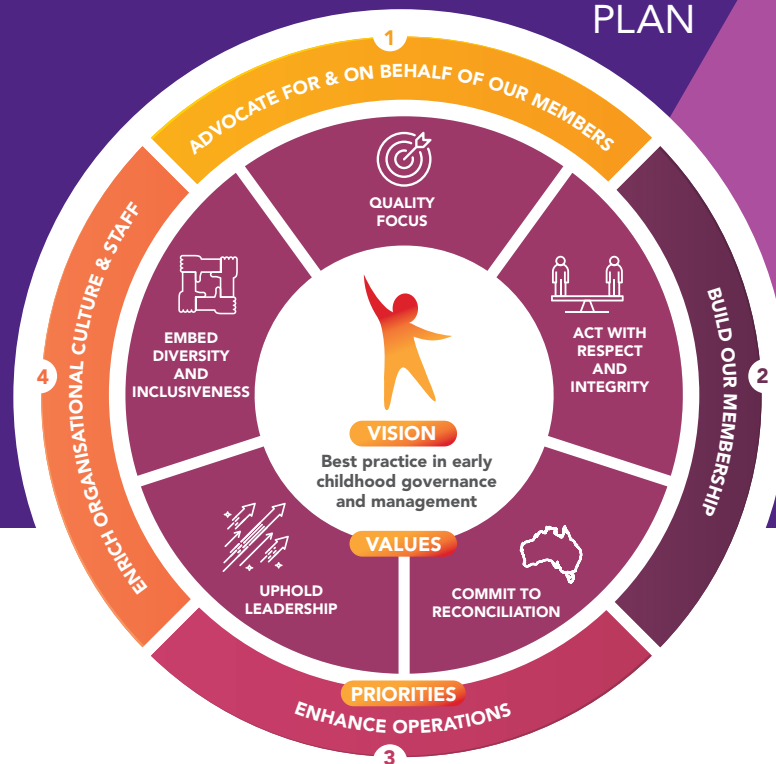 PLAN
1
ADVOCATE FOR & ON BEHALF OF OUR MEMBERS
QUALITY
FOCUS
EMBED
DIVERSITY
AND
INCLUSIVENESS
ACT WITH
RESPECT
AND
INTEGRITY
4
ENRICH ORGANISATIONAL CULTURE & STAFF
BUILD OUR MEMBERSHIP
2
VISION
Best practice in early
childhood governance
and management
VALUES
UPHOLD
LEADERSHIP
COMMIT TO
RECONCILIATION
PRIORITIES
ENHANCE OPERATIONS
3